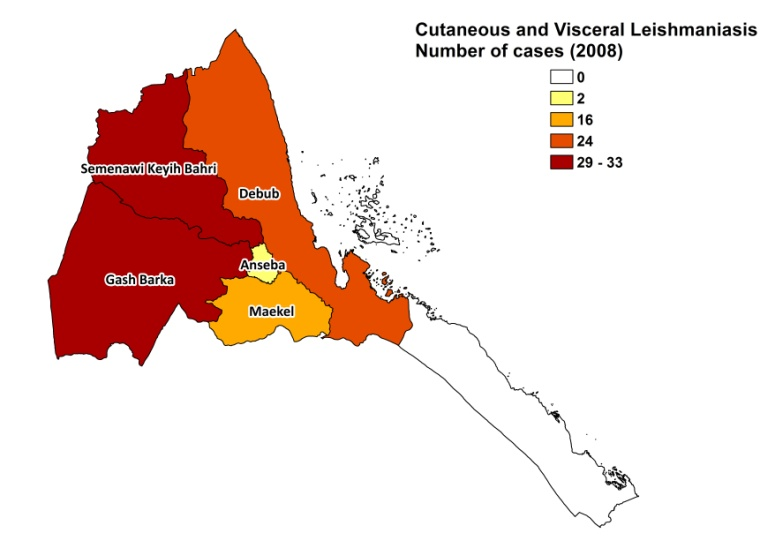 Cutaneous and Visceral Leishmaniasis
Number of cases (2008)
0
2
16
24
29 - 33
Semenawi Keyih Bahri
Debub
Anseba
Gash Barka
Maekel